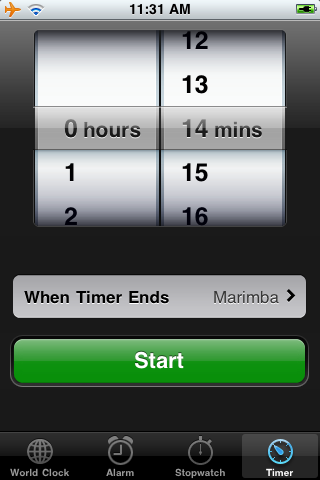 11:31 AM
12
13
0 hours 14 mins
1 15
2 16
When Timer Ends Marimba
Start
World Clock Alarm Stopwatch Timer